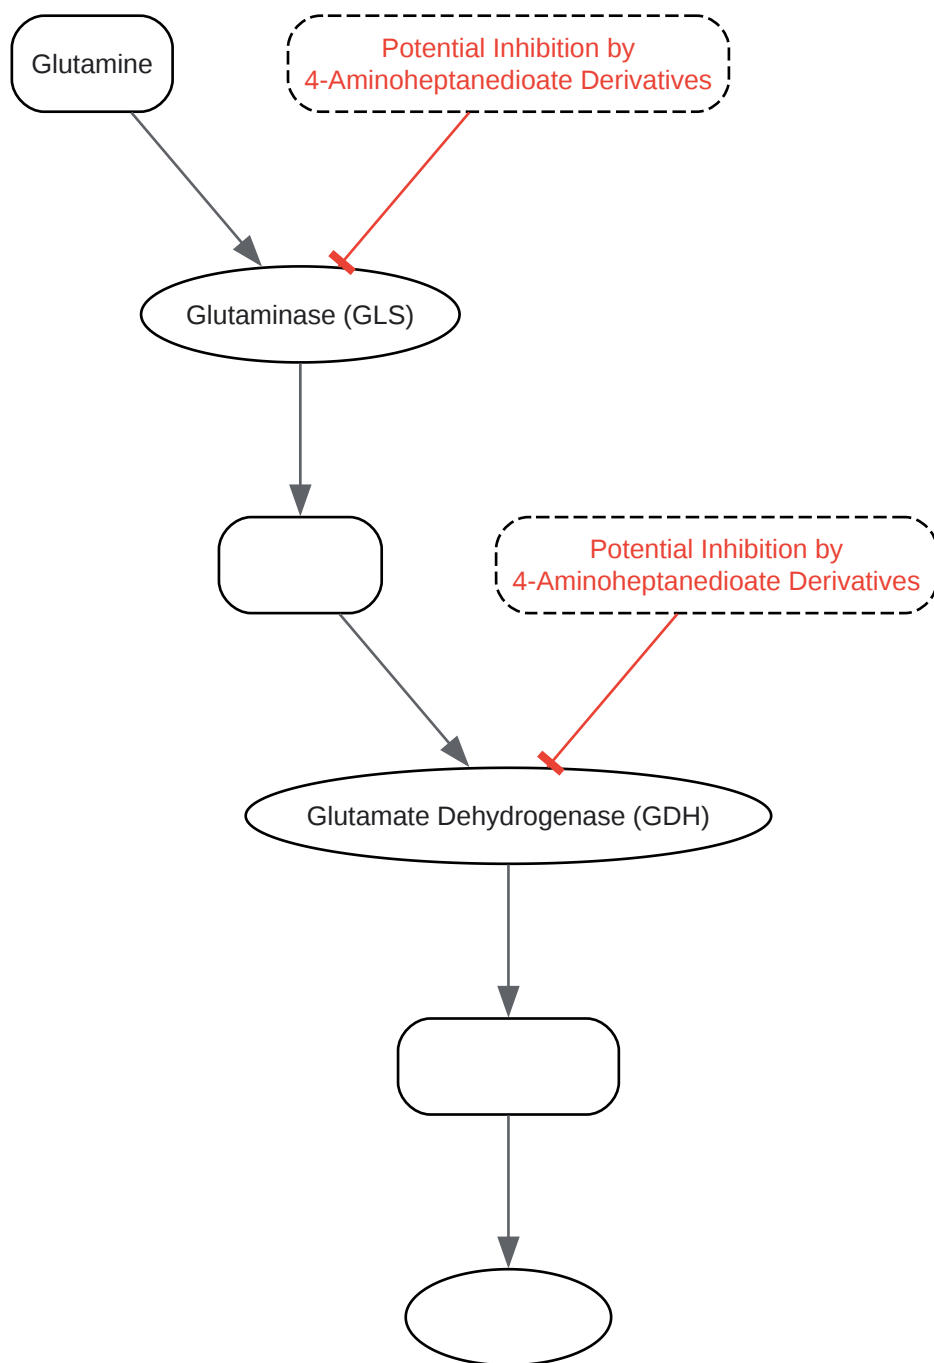 Glutamine
Potential Inhibition by
4-Aminoheptanedioate Derivatives
Glutaminase (GLS)
Potential Inhibition by
4-Aminoheptanedioate Derivatives
Glutamate Dehydrogenase (GDH)